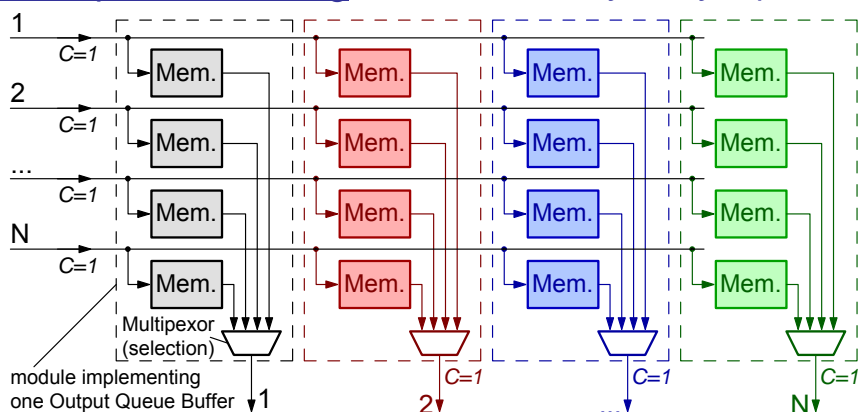 1
C=1
Mem. Mem. Mem. Mem.
2
C=1
Mem. Mem. Mem. Mem.
...
C=1
Mem. Mem. Mem. Mem.
N
C=1
Mem. Mem. Mem. Mem.
Multipexor
(selection)
module implementing
one Output Queue Buffer
C=1 C=1 C=1
1 2 ... N